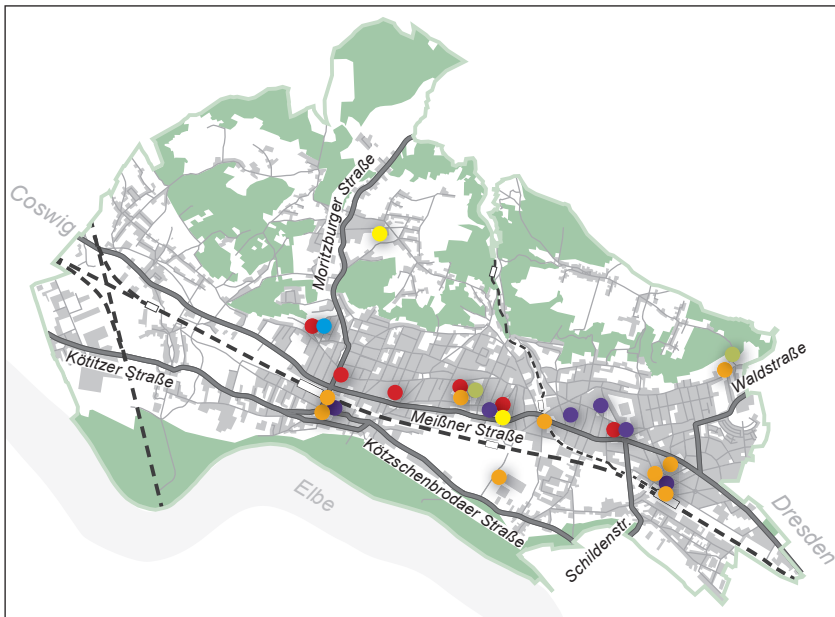 Coswig
Moritzburger Straße
Kötitzer Straße
Waldstraße
Meißner Straße
Kötzschenbrodaer Straße
Elbe
Schildenstr.
Dresden